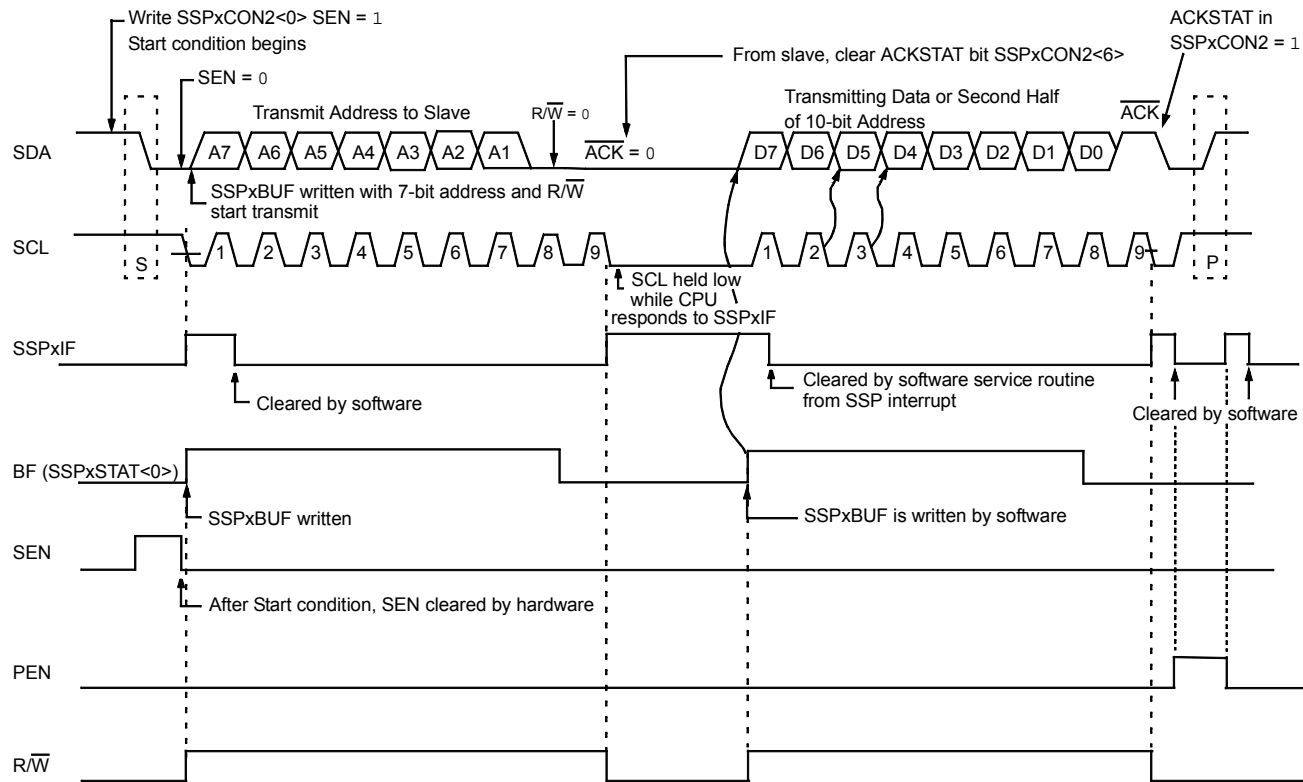 Write SSPxCON2<0> SEN = 1
Start condition begins
ACKSTAT in
SSPxCON2 = 1
From slave, clear ACKSTAT bit SSPxCON2<6>
SEN = 0
Transmit Address to Slave
R/W̅ = 0
Transmitting Data or Second Half
of 10-bit Address
A̅C̅K̅
SDA
A7 A6 A5 A4 A3 A2 A1
A̅C̅K̅ = 0
D7 D6 D5 D4 D3 D2 D1 D0
SSPxBUF written with 7-bit address and R/W̅
start transmit
SCL
S
1 2 3 4 5 6 7 8 9
1 2 3 4 5 6 7 8 9
P
SCL held low
while CPU
responds to SSPxIF
SSPxIF
Cleared by software
Cleared by software service routine
from SSP interrupt
Cleared by software
BF (SSPxSTAT<0>)
SSPxBUF written
SSPxBUF is written by software
SEN
After Start condition, SEN cleared by hardware
PEN
R/W̅